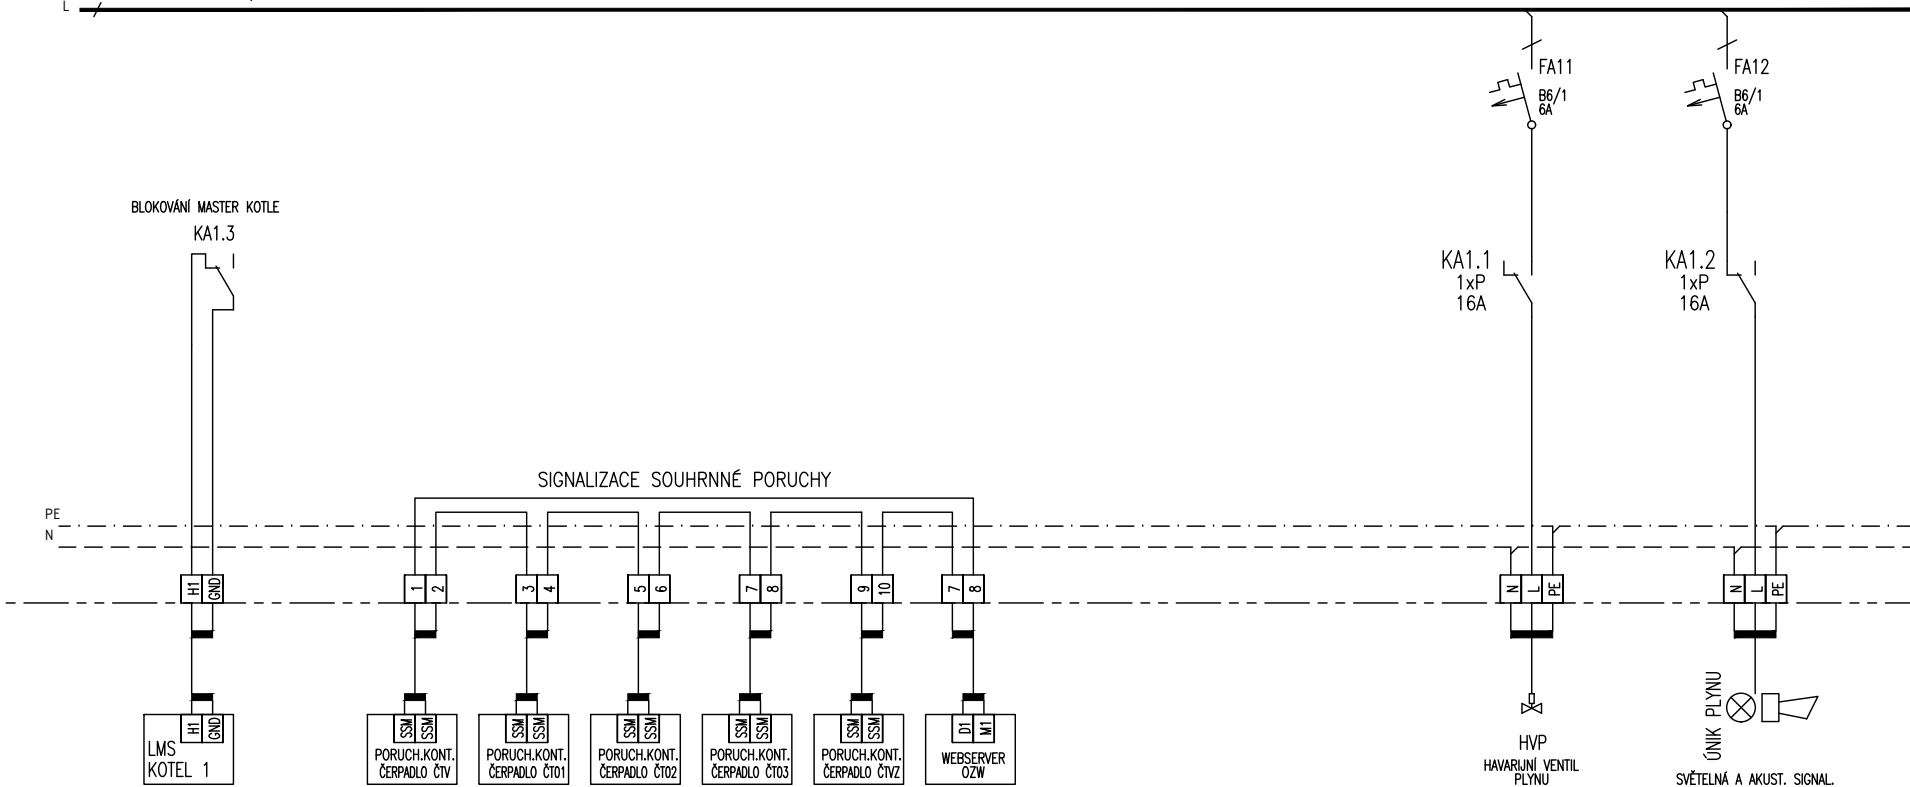 L
FA11
B6/1
6A
FA12
B6/1
6A
BLOKOVÁNÍ MASTER KOTLE
KA1.3
KA1.1
1xP
16A
KA1.2
1xP
16A
SIGNALIZACE SOUHRNNÉ PORUCHY
PE
N
H1 GND
1 2
3 4
5 6
7 8
9 10
7 8
N L PE
N L PE
H1 GND
LMS
KOTEL 1
SSM SSM
PORUCH.KONT.
ČERPADLO ČTV
SSM SSM
PORUCH.KONT.
ČERPADLO ČT01
SSM SSM
PORUCH.KONT.
ČERPADLO ČT02
SSM SSM
PORUCH.KONT.
ČERPADLO ČT03
SSM SSM
PORUCH.KONT.
ČERPADLO ČTVZ
D1 M1
WEBSERVER
OZW
HVP
HAVARIJNÍ VENTIL
PLYNU
ÚNIK PLYNU
SVĚTELNÁ A AKUST. SIGNAL.